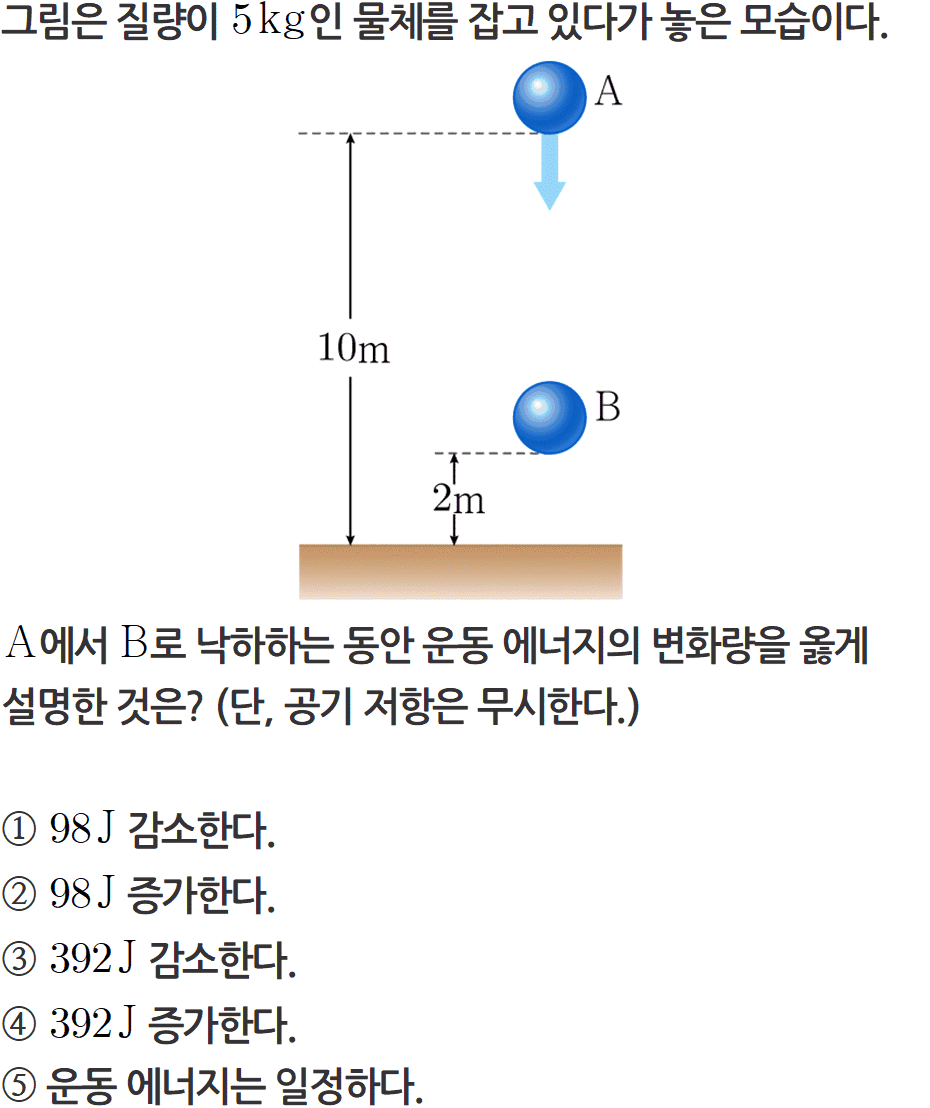 그림은 질량이 5kg인 물체를 잡고 있다가 놓은 모습이다.
A
10m
B
2m
A에서 B로 낙하하는 동안 운동 에너지의 변화량을 옳게
설명한 것은? (단, 공기 저항은 무시한다.)
① 98J 감소한다.
② 98J 증가한다.
③ 392J 감소한다.
④ 392J 증가한다.
⑤ 운동 에너지는 일정하다.